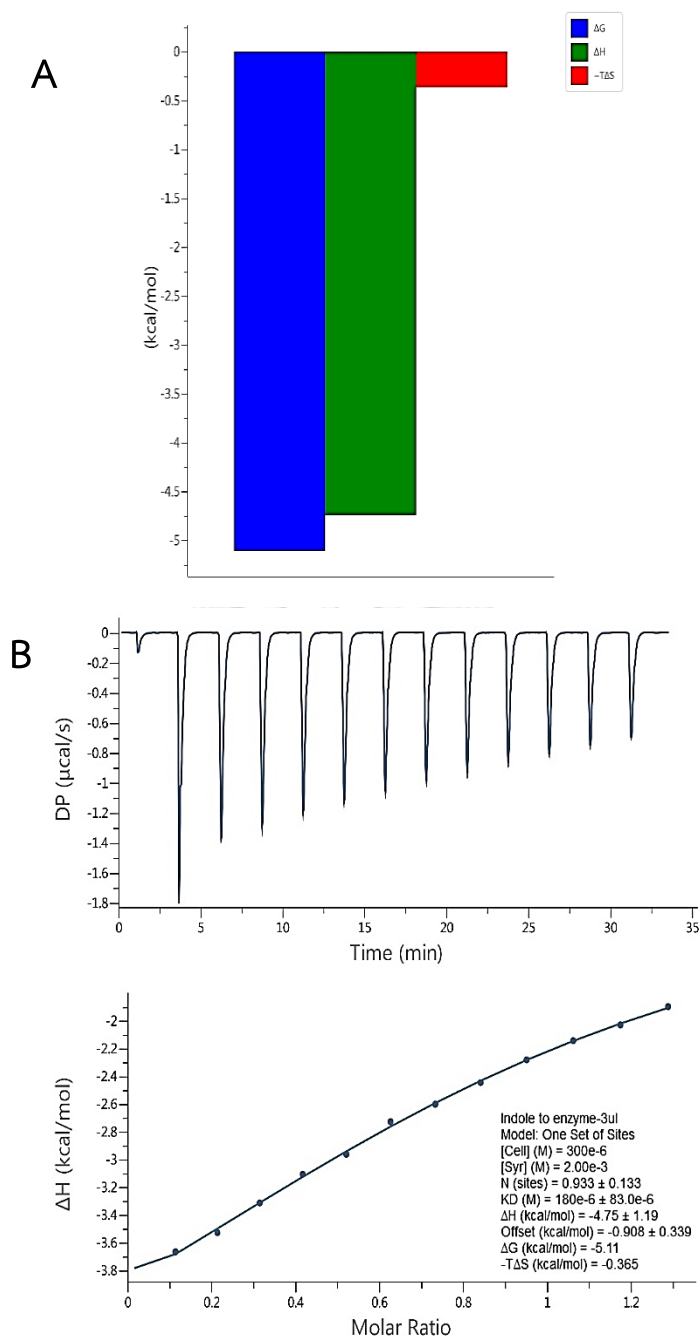 A
ΔG
ΔH
-TΔS
0
-0.5
-1
-1.5
-2
-2.5
-3
-3.5
-4
-4.5
-5
(kcal/mol)
B
0
-0.2
-0.4
-0.6
-0.8
-1
-1.2
-1.4
-1.6
-1.8
DP (µcal/s)
0 5 10 15 20 25 30 35
Time (min)
-2
-2.2
-2.4
-2.6
-2.8
-3
-3.2
-3.4
-3.6
-3.8
ΔH (kcal/mol)
Indole to enzyme-3ul
Model: One Set of Sites
[Cell] (M) = 300e-6
[Syr] (M) = 2.00e-3
N (sites) = 0.933 ± 0.133
KD (M) = 180e-6 ± 83.0e-6
ΔH (kcal/mol) = -4.75 ± 1.19
Offset (kcal/mol) = -0.908 ± 0.339
ΔG (kcal/mol) = -5.11
-TΔS (kcal/mol) = -0.365
0 0.2 0.4 0.6 0.8 1 1.2
Molar Ratio